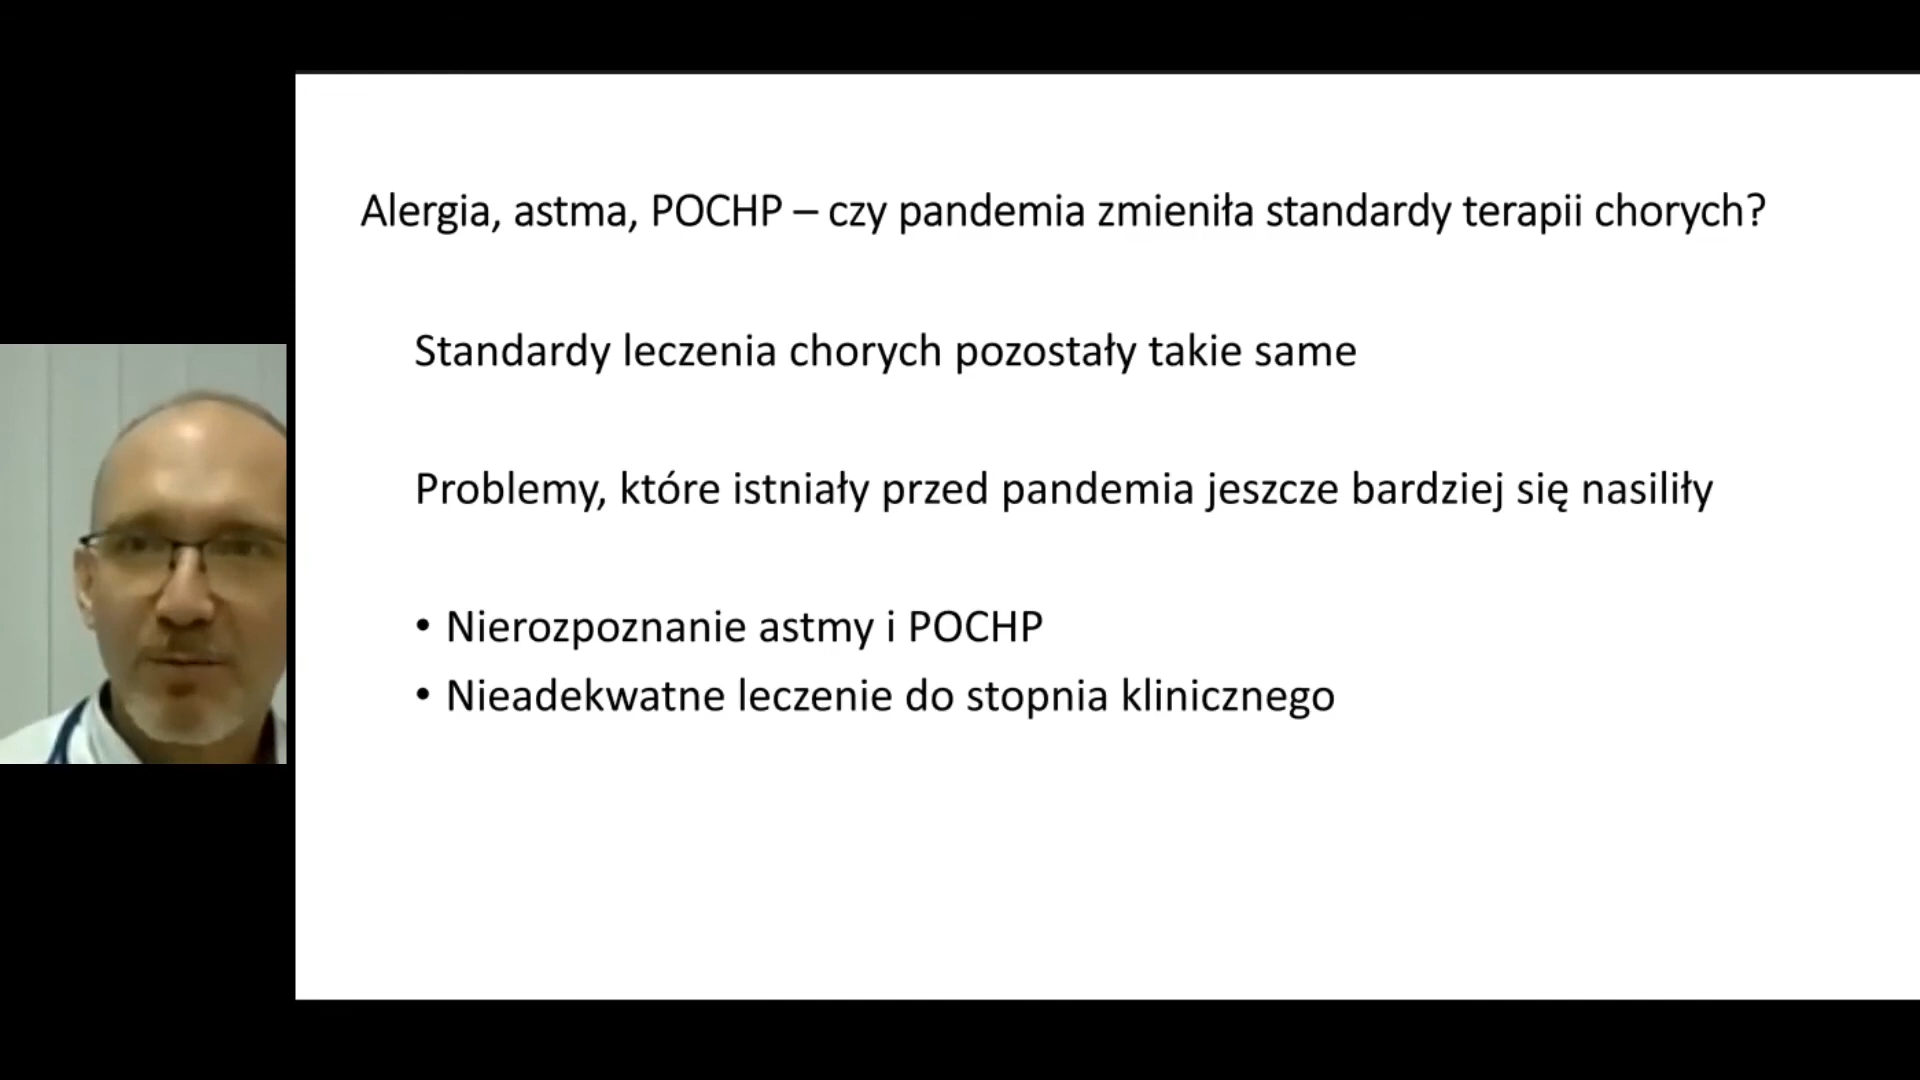 Alergia, astma, POCHP – czy pandemia zmieniła standardy terapii chorych?
Standardy leczenia chorych pozostały takie same
Problemy, które istniały przed pandemia jeszcze bardziej się nasiliły
• Nierozpoznanie astmy i POCHP
• Nieadekwatne leczenie do stopnia klinicznego